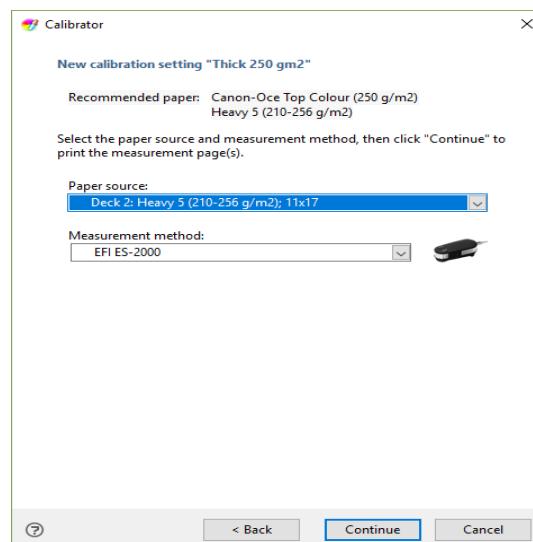 Calibrator
New calibration setting "Thick 250 gm2"
Recommended paper: Canon-Oce Top Colour (250 g/m2)
Heavy 5 (210-256 g/m2)
Select the paper source and measurement method, then click "Continue" to
print the measurement page(s).
Paper source:
Deck 2: Heavy 5 (210-256 g/m2); 11x17
Measurement method:
EFI ES-2000
? < Back Continue Cancel